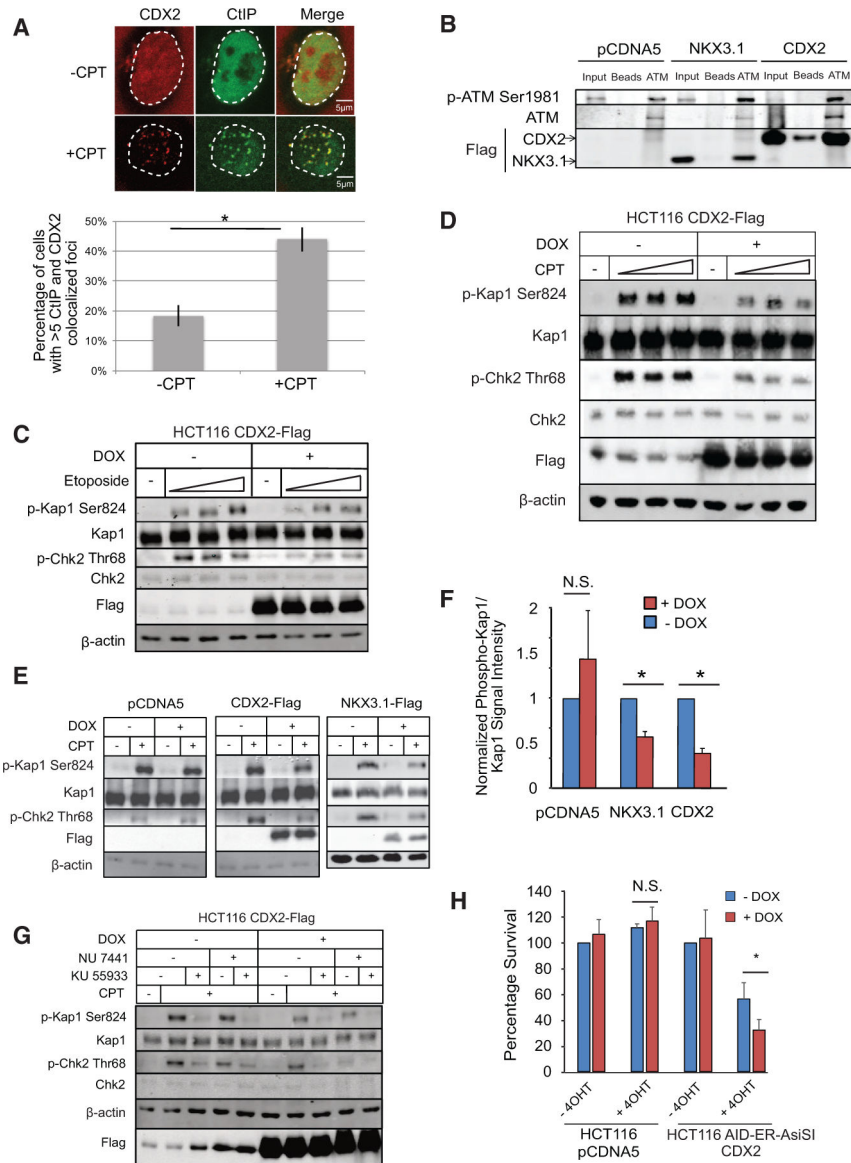 A
CDX2 CtIP Merge
-CPT
5μm
+CPT
5μm
Percentage of cells
with >5 CtIP and CDX2
colocalized foci
50%
40%
30%
20%
10%
0%
*
-CPT +CPT
B
pCDNA5 NKX3.1 CDX2
Input Beads ATM Input Beads ATM Input Beads ATM
p-ATM Ser1981
ATM
Flag
CDX2
NKX3.1
C
HCT116 CDX2-Flag
DOX - +
Etoposide - -
p-Kap1 Ser824
Kap1
p-Chk2 Thr68
Chk2
Flag
β-actin
D
HCT116 CDX2-Flag
DOX - +
CPT - -
p-Kap1 Ser824
Kap1
p-Chk2 Thr68
Chk2
Flag
β-actin
E
pCDNA5 CDX2-Flag NKX3.1-Flag
DOX - + - + - +
CPT - + - + - + - + - + - +
p-Kap1 Ser824
Kap1
p-Chk2 Thr68
Flag
β-actin
F
Normalized Phospho-Kap1/
Kap1 Signal Intensity
2
1.5
1
0.5
0
N.S.
* *
+ DOX
- DOX
pCDNA5 NKX3.1 CDX2
G
HCT116 CDX2-Flag
DOX - +
NU 7441 - + - +
KU 55933 - + - + - + - +
CPT - + - +
p-Kap1 Ser824
Kap1
p-Chk2 Thr68
Chk2
β-actin
Flag
H
Percentage Survival
140
120
100
80
60
40
20
0
N.S.
*
- DOX
+ DOX
- 4OHT + 4OHT - 4OHT + 4OHT
HCT116
pCDNA5
HCT116 AID-ER-AsiSI
CDX2